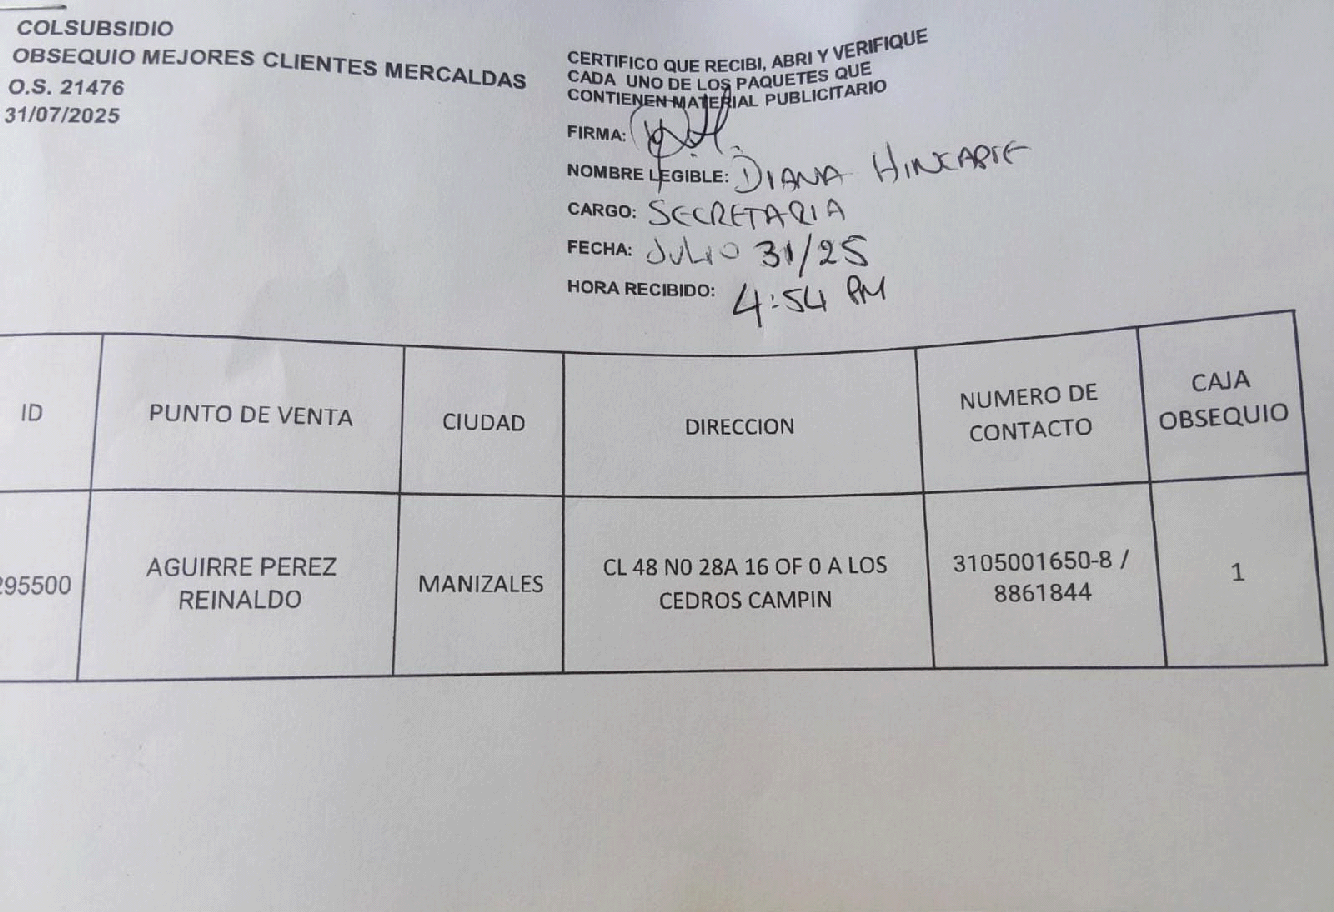 COLSUBSIDIO
OBSEQUIO MEJORES CLIENTES MERCALDAS
O.S. 21476
31/07/2025
CERTIFICO QUE RECIBI, ABRI Y VERIFIQUE
CADA UNO DE LOS PAQUETES QUE
CONTIENEN MATERIAL PUBLICITARIO
FIRMA:
NOMBRE LEGIBLE: DIANA HINCAPIE
CARGO: SECRETARIA
FECHA: JULIO 31/25
HORA RECIBIDO: 4:54 PM
ID
PUNTO DE VENTA
CIUDAD
DIRECCION
NUMERO DE
CONTACTO
CAJA
OBSEQUIO
295500
AGUIRRE PEREZ
REINALDO
MANIZALES
CL 48 N0 28A 16 OF 0 A LOS
CEDROS CAMPIN
3105001650-8 /
8861844
1